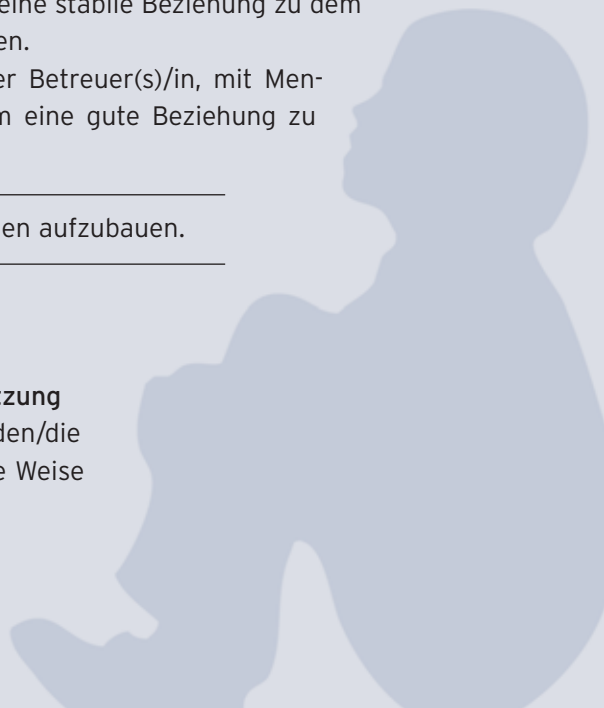 eine stabile Beziehung zu dem
en.
er Betreuer(s)/in, mit Men-
m eine gute Beziehung zu
en aufzubauen.
tzung
den/die
e Weise